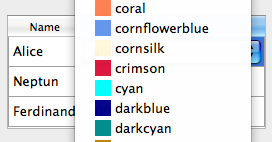 Name
Alice
Neptun
Ferdinand
coral
cornflowerblue
cornsilk
crimson
cyan
darkblue
darkcyan